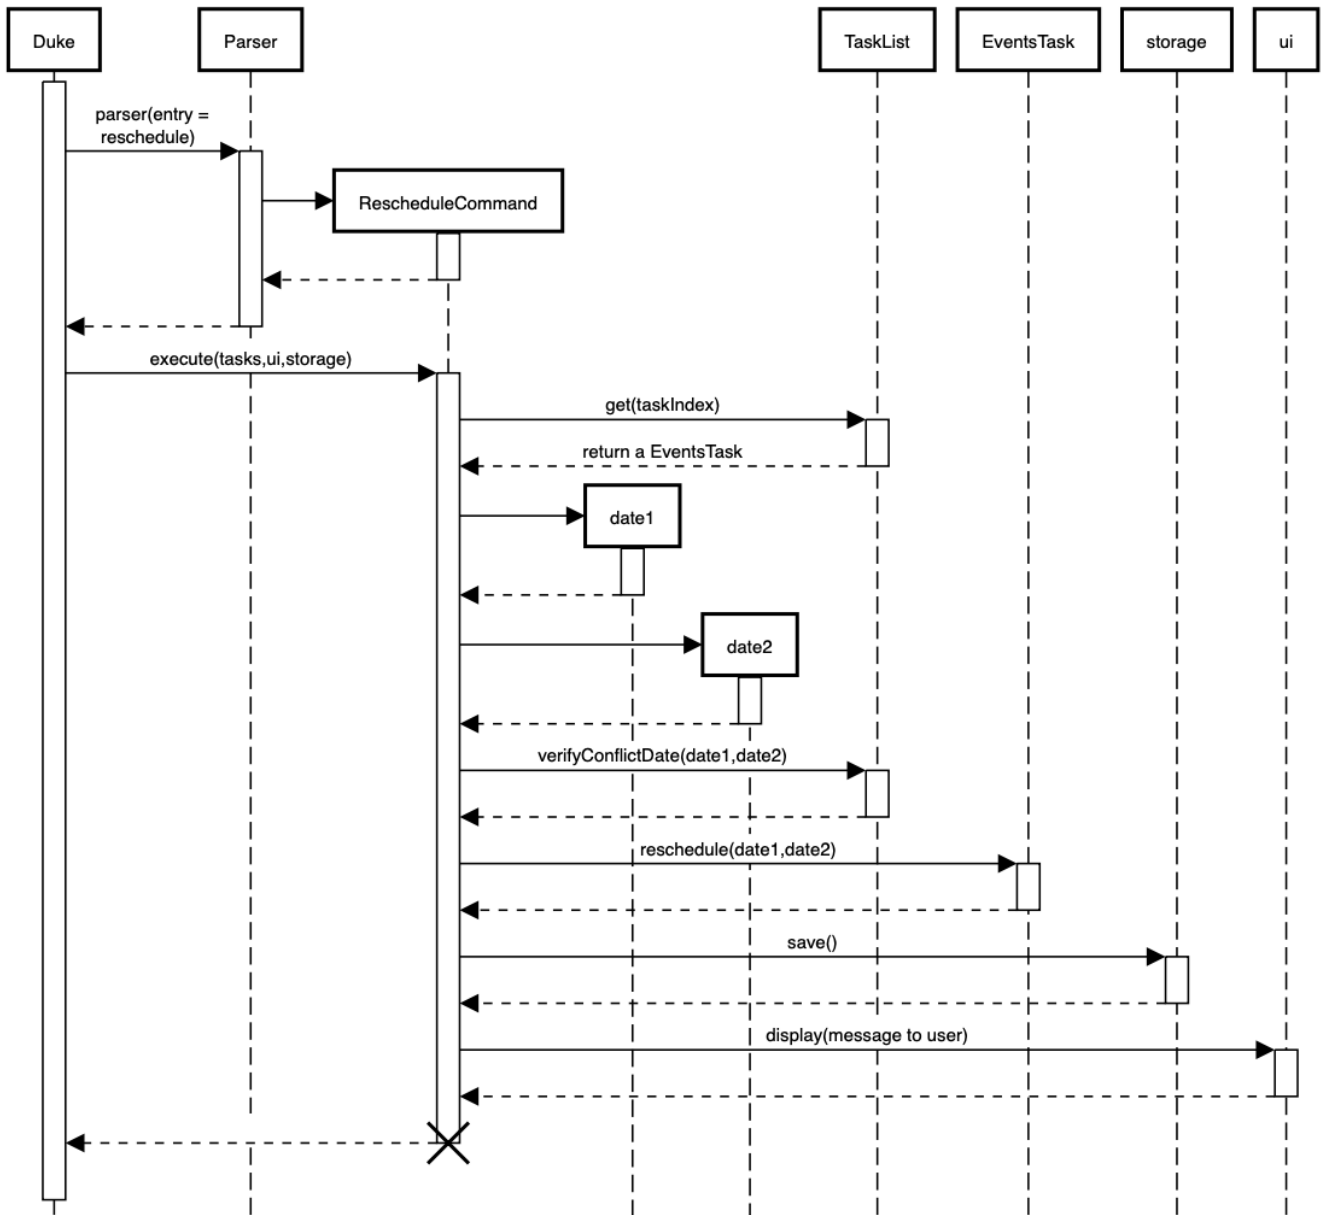 Duke
Parser
TaskList
EventsTask
storage
ui
parser(entry =
reschedule)
RescheduleCommand
execute(tasks,ui,storage)
get(taskIndex)
return a EventsTask
date1
date2
verifyConflictDate(date1,date2)
reschedule(date1,date2)
save()
display(message to user)